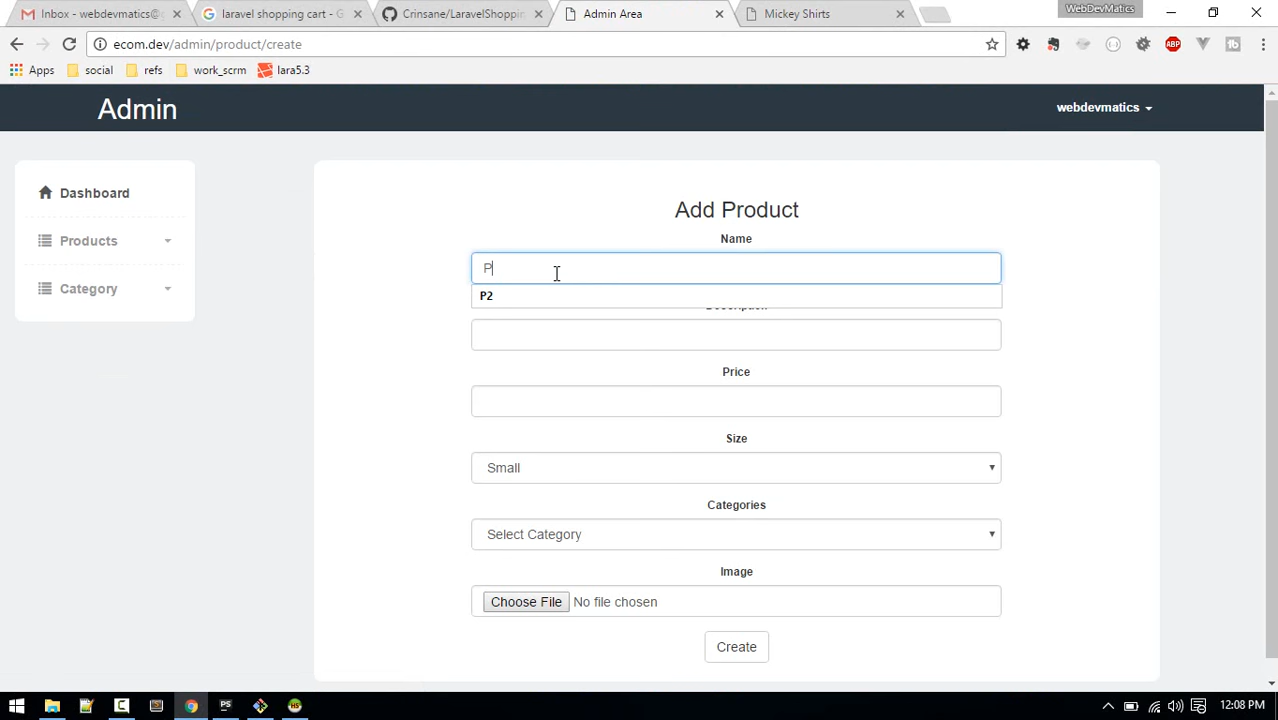 WebDevMatics
Inbox - webdevmatics@g
laravel shopping cart - G
Crinsane/LaravelShoppin
Admin Area
Mickey Shirts
ecom.dev/admin/product/create
Apps
social
refs
work_scrm
lara5.3
Admin
webdevmatics
Dashboard
Products
Category
Add Product
Name
P
P2
Price
Size
Small
Categories
Select Category
Image
Choose File No file chosen
Create
12:08 PM